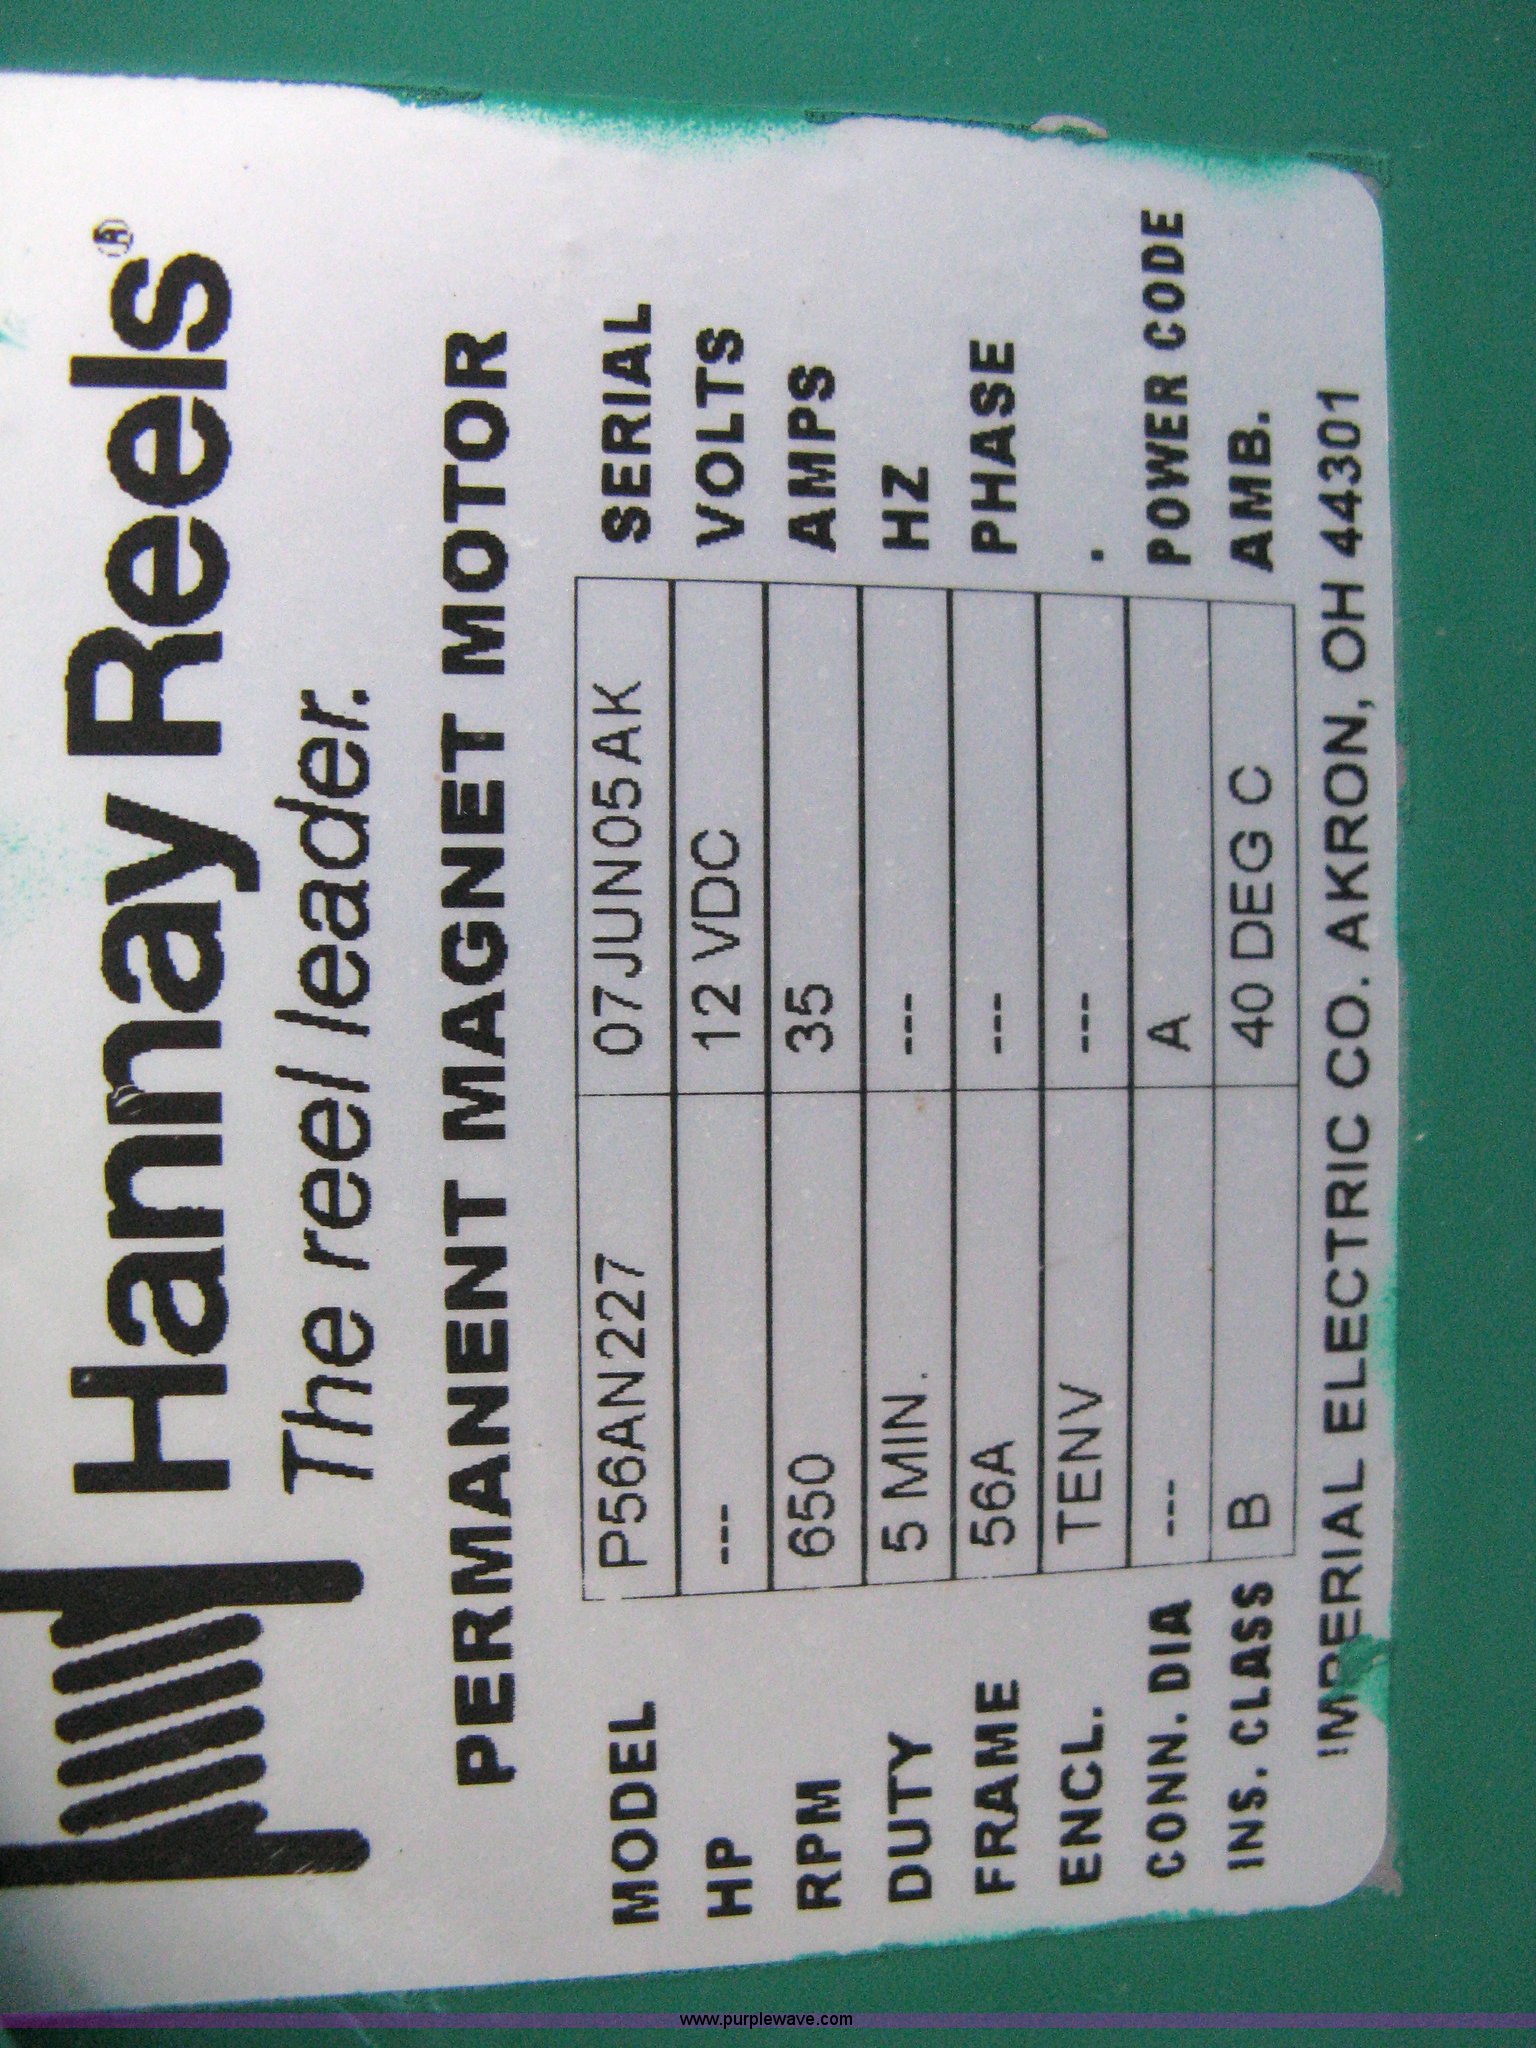 Hannay Reels®
The reel leader.
PERMANENT MAGNET MOTOR
MODEL P56AN227 07JUN05AK SERIAL
HP --- 12 VDC VOLTS
RPM 650 35 AMPS
DUTY 5 MIN. --- HZ
FRAME 56A --- PHASE
ENCL. TENV --- .
CONN. DIA --- A POWER CODE
INS. CLASS B 40 DEG C AMB.
IMPERIAL ELECTRIC CO. AKRON, OH 44301
www.purplewave.com